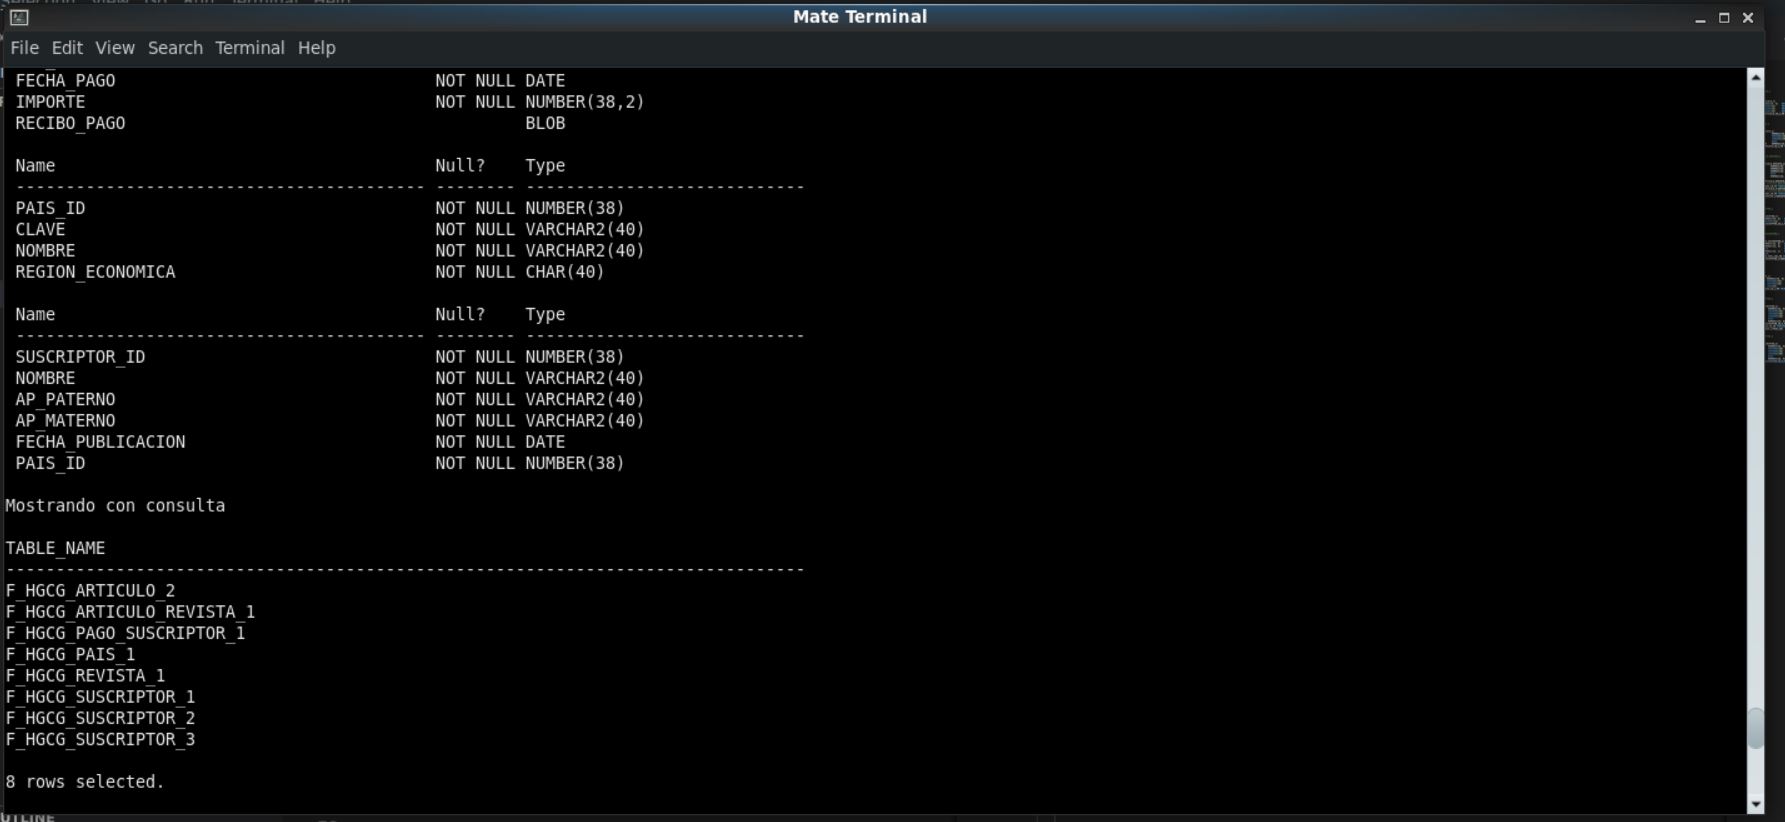 Mate Terminal
File Edit View Search Terminal Help
FECHA_PAGO NOT NULL DATE
IMPORTE NOT NULL NUMBER(38,2)
RECIBO_PAGO BLOB
Name Null? Type
----------------------------------------- -------- ----------------------------
PAIS_ID NOT NULL NUMBER(38)
CLAVE NOT NULL VARCHAR2(40)
NOMBRE NOT NULL VARCHAR2(40)
REGION_ECONOMICA NOT NULL CHAR(40)
Name Null? Type
----------------------------------------- -------- ----------------------------
SUSCRIPTOR_ID NOT NULL NUMBER(38)
NOMBRE NOT NULL VARCHAR2(40)
AP_PATERNO NOT NULL VARCHAR2(40)
AP_MATERNO NOT NULL VARCHAR2(40)
FECHA_PUBLICACION NOT NULL DATE
PAIS_ID NOT NULL NUMBER(38)
Mostrando con consulta
TABLE_NAME
--------------------------------------------------------------------------------
F_HGCG_ARTICULO_2
F_HGCG_ARTICULO_REVISTA_1
F_HGCG_PAGO_SUSCRIPTOR_1
F_HGCG_PAIS_1
F_HGCG_REVISTA_1
F_HGCG_SUSCRIPTOR_1
F_HGCG_SUSCRIPTOR_2
F_HGCG_SUSCRIPTOR_3
8 rows selected.